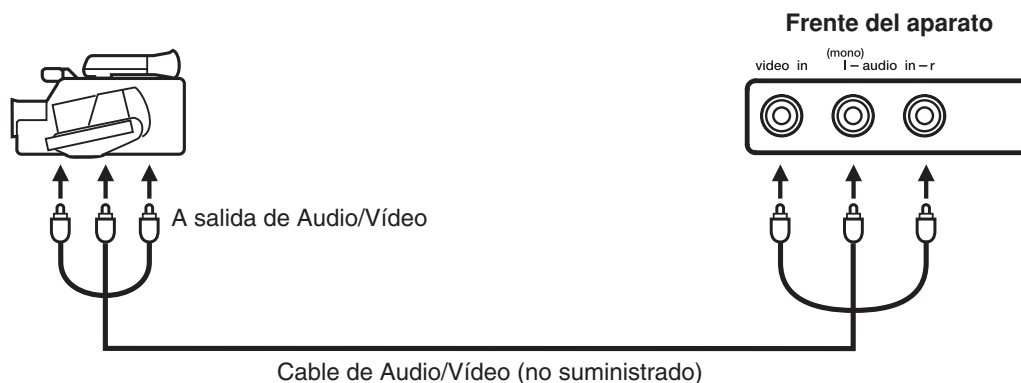 Frente del aparato
(mono)
video in l – audio in – r
A salida de Audio/Vídeo
Cable de Audio/Vídeo (no suministrado)